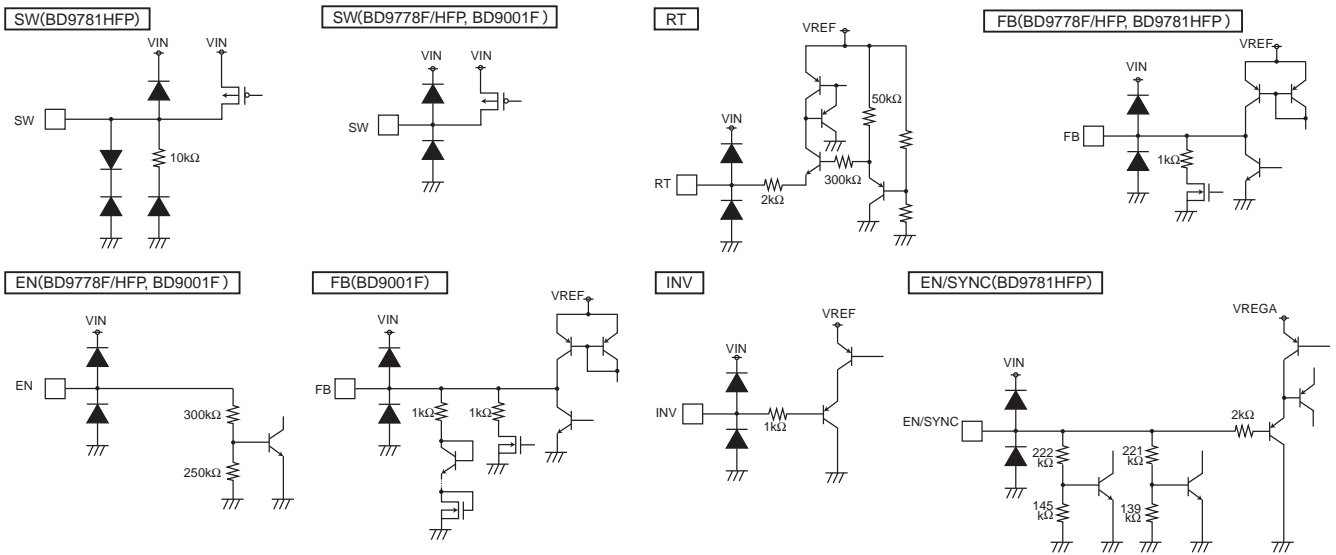 SW(BD9781HFP)
VIN
VIN
SW
10kΩ
SW(BD9778F/HFP, BD9001F)
VIN
VIN
SW
RT
VREF
50kΩ
VIN
300kΩ
RT
2kΩ
FB(BD9778F/HFP, BD9781HFP)
VREF
VIN
FB
1kΩ
EN(BD9778F/HFP, BD9001F)
VIN
EN
300kΩ
250kΩ
FB(BD9001F)
VREF
VIN
FB
1kΩ
1kΩ
INV
VREF
VIN
INV
1kΩ
EN/SYNC(BD9781HFP)
VREGA
VIN
EN/SYNC
2kΩ
222
kΩ
221
kΩ
145
kΩ
139
kΩ